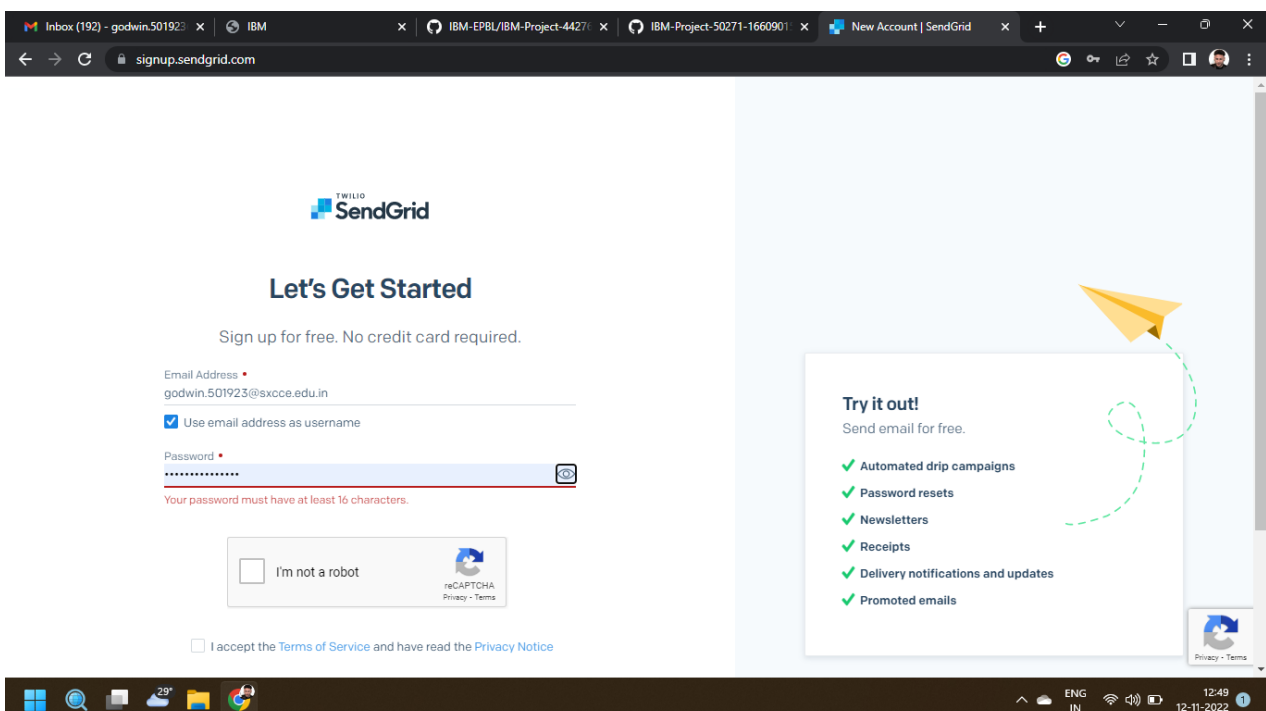 Inbox (192) - godwin.501923
IBM
IBM-EPBL/IBM-Project-44276
IBM-Project-50271-1660901
New Account | SendGrid
signup.sendgrid.com
TWILIO
SendGrid
Let's Get Started
Sign up for free. No credit card required.
Email Address •
godwin.501923@sxcce.edu.in
Use email address as username
Password •
Your password must have at least 16 characters.
I'm not a robot
reCAPTCHA
Privacy - Terms
I accept the Terms of Service and have read the Privacy Notice
Try it out!
Send email for free.
Automated drip campaigns
Password resets
Newsletters
Receipts
Delivery notifications and updates
Promoted emails
Privacy - Terms
29°
ENG
IN
12:49
12-11-2022
1